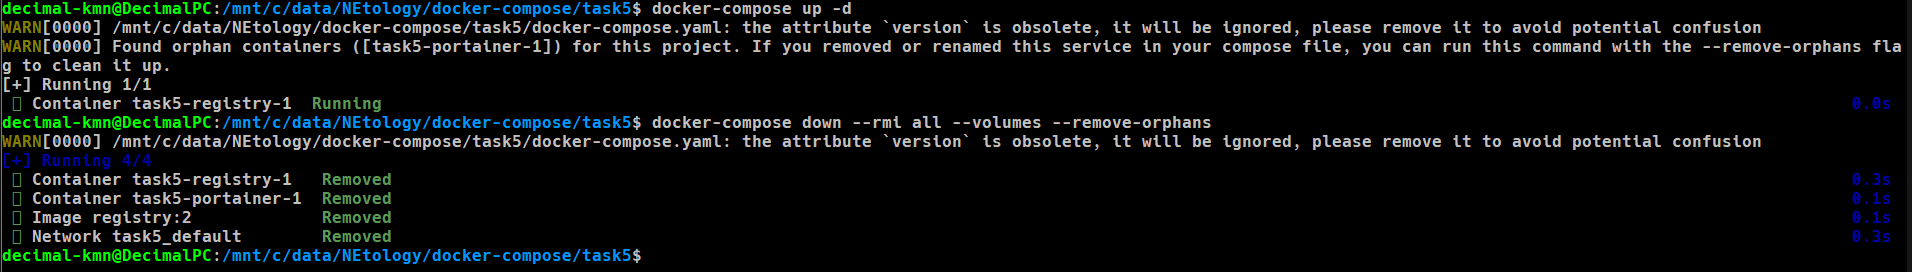 decimal-kmn@DecimalPC:/mnt/c/data/NEtology/docker-compose/task5$ docker-compose up -d
WARN[0000] /mnt/c/data/NEtology/docker-compose/task5/docker-compose.yaml: the attribute `version` is obsolete, it will be ignored, please remove it to avoid potential confusion
WARN[0000] Found orphan containers ([task5-portainer-1]) for this project. If you removed or renamed this service in your compose file, you can run this command with the --remove-orphans fla
g to clean it up.
[+] Running 1/1
Container task5-registry-1  Running 0.0s
decimal-kmn@DecimalPC:/mnt/c/data/NEtology/docker-compose/task5$ docker-compose down --rmi all --volumes --remove-orphans
WARN[0000] /mnt/c/data/NEtology/docker-compose/task5/docker-compose.yaml: the attribute `version` is obsolete, it will be ignored, please remove it to avoid potential confusion
[+] Running 4/4
Container task5-registry-1   Removed 0.3s
Container task5-portainer-1  Removed 0.1s
Image registry:2             Removed 0.1s
Network task5_default        Removed 0.3s
decimal-kmn@DecimalPC:/mnt/c/data/NEtology/docker-compose/task5$